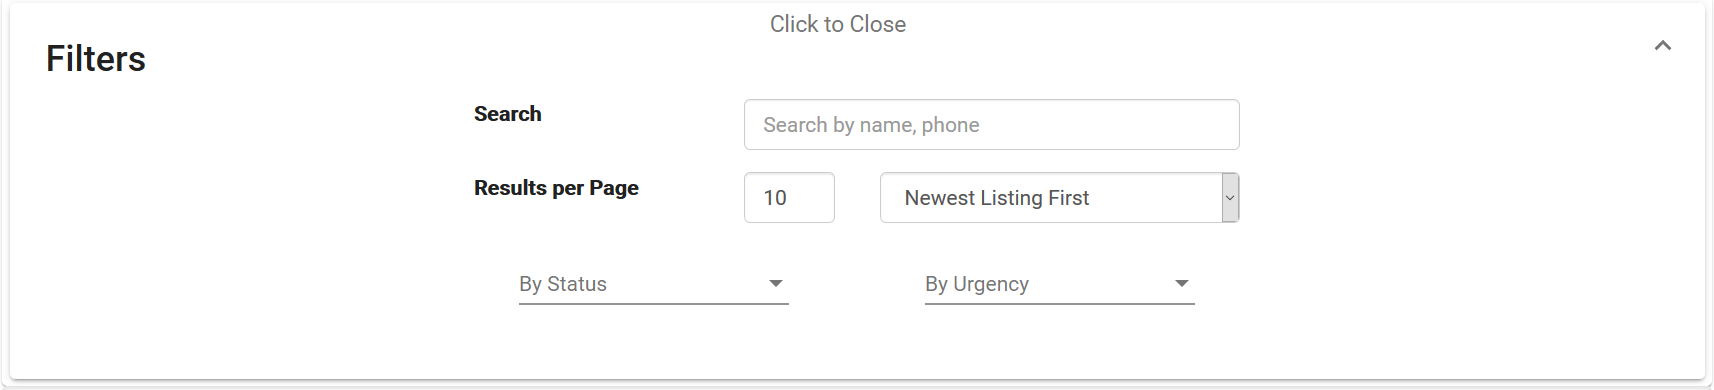 Click to Close
Filters
Search
Search by name, phone
Results per Page
10
Newest Listing First
By Status
By Urgency